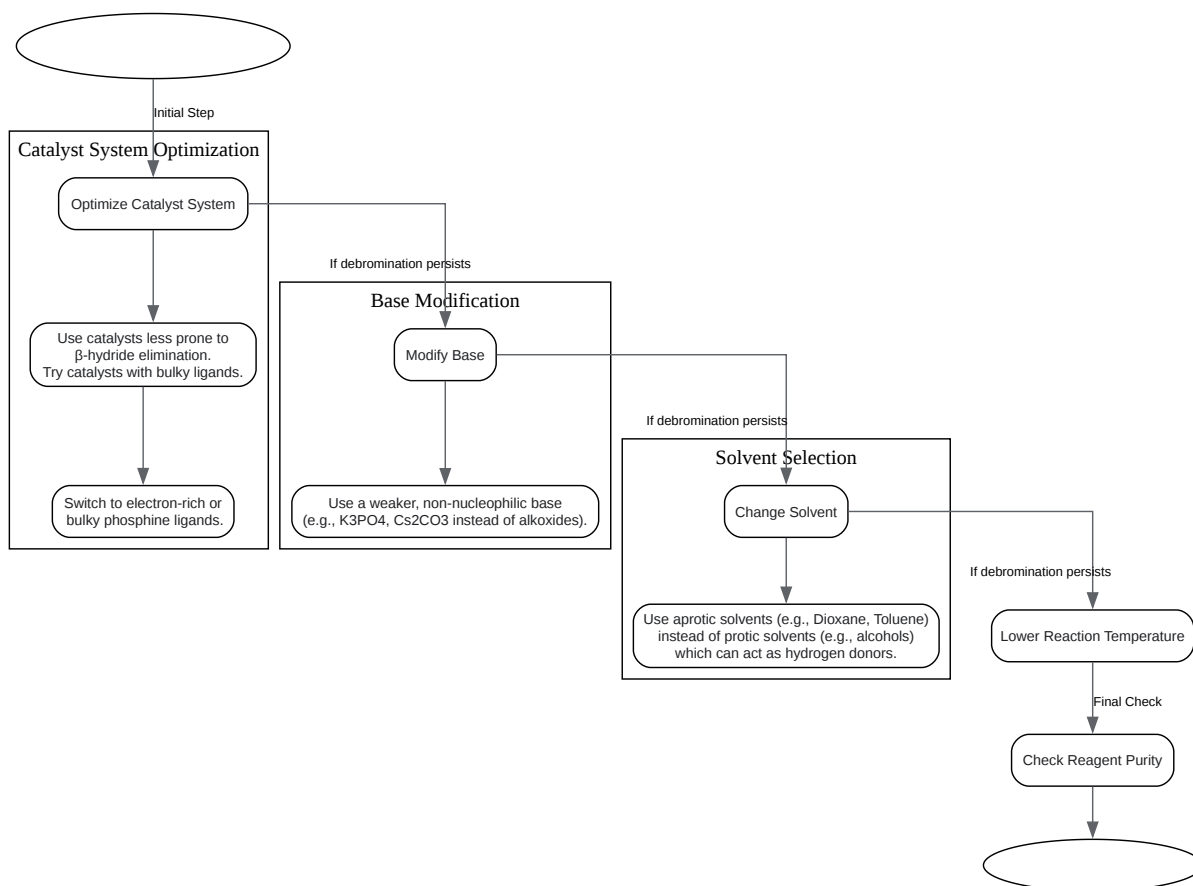 Initial Step
Catalyst System Optimization
Optimize Catalyst System
If debromination persists
Base Modification
Use catalysts less prone to
β-hydride elimination.
Try catalysts with bulky ligands.
Modify Base
If debromination persists
Solvent Selection
Switch to electron-rich or
bulky phosphine ligands.
Use a weaker, non-nucleophilic base
(e.g., K3PO4, Cs2CO3 instead of alkoxides).
Change Solvent
If debromination persists
Use aprotic solvents (e.g., Dioxane, Toluene)
instead of protic solvents (e.g., alcohols)
which can act as hydrogen donors.
Lower Reaction Temperature
Final Check
Check Reagent Purity